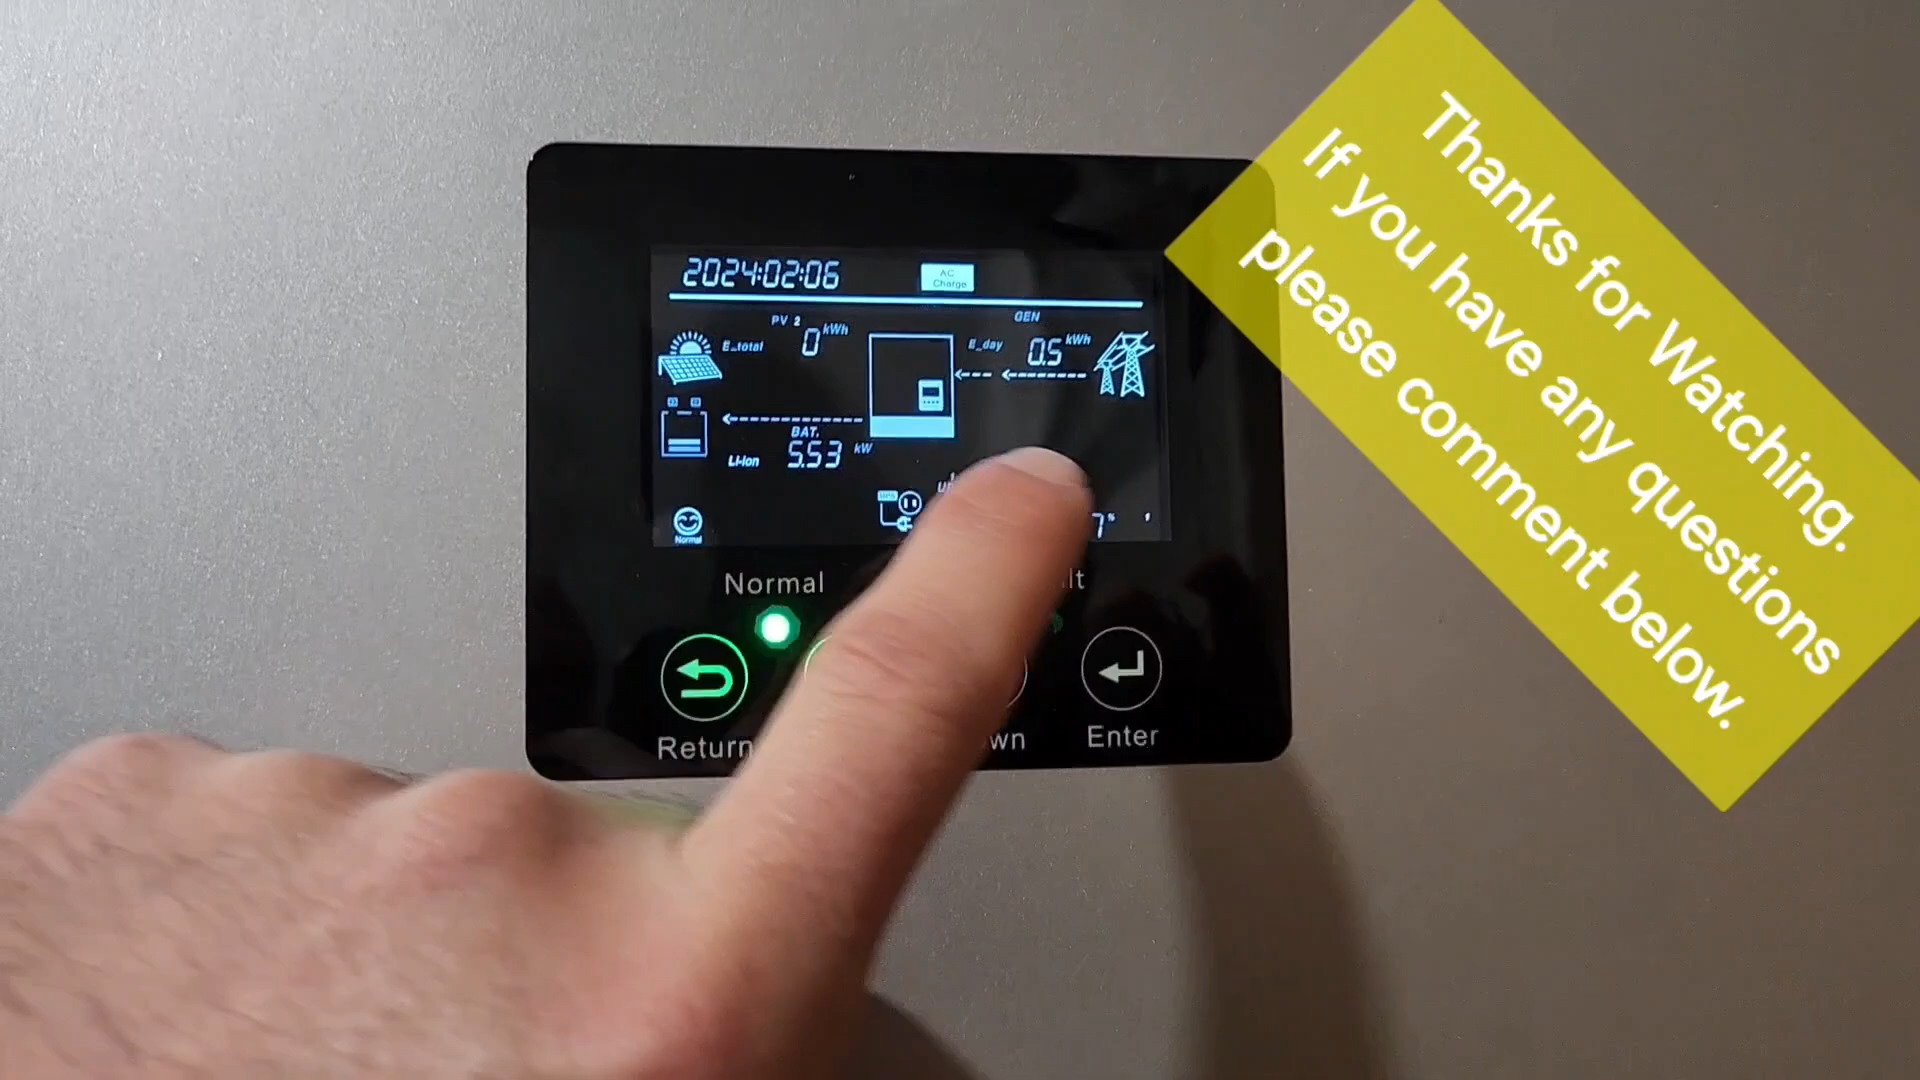 Thanks for Watching.
If you have any questions
please comment below.
2024:02:06
AC
Charge
PV 2
E_total 0 kWh
GEN
E_day 0.5 kWh
BAT.
Li-ion 5.53 kW
Normal
Normal
Return
Enter